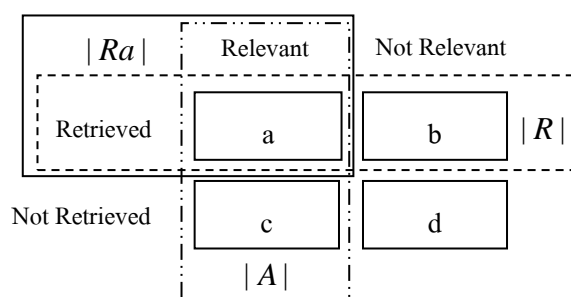 |Ra| Relevant Not Relevant
Retrieved a b |R|
Not Retrieved c d
|A|